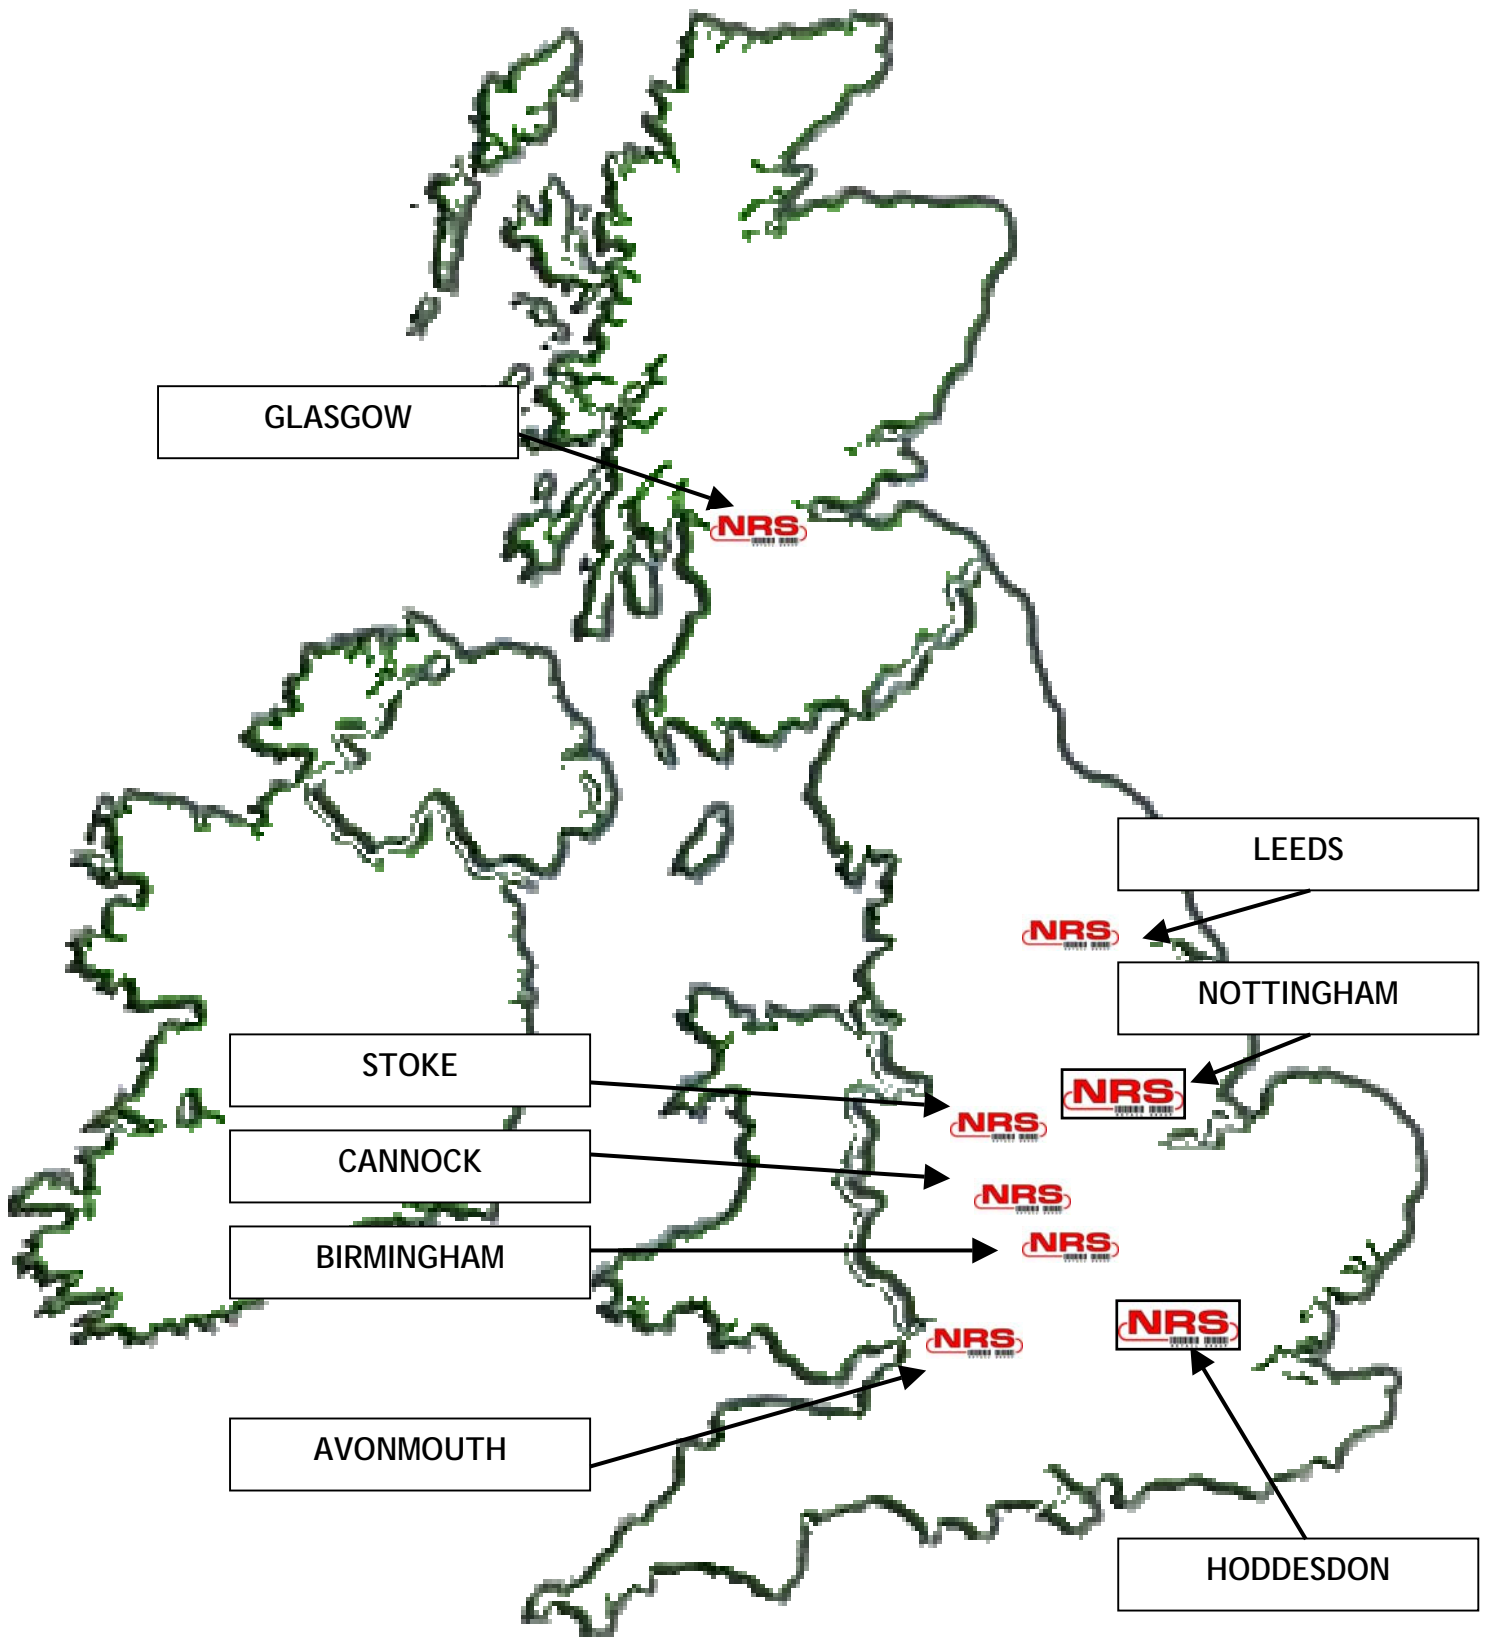 GLASGOW
NRS
LEEDS
NRS
NOTTINGHAM
STOKE
NRS
NRS
CANNOCK
NRS
BIRMINGHAM
NRS
NRS
NRS
AVONMOUTH
HODDESDON